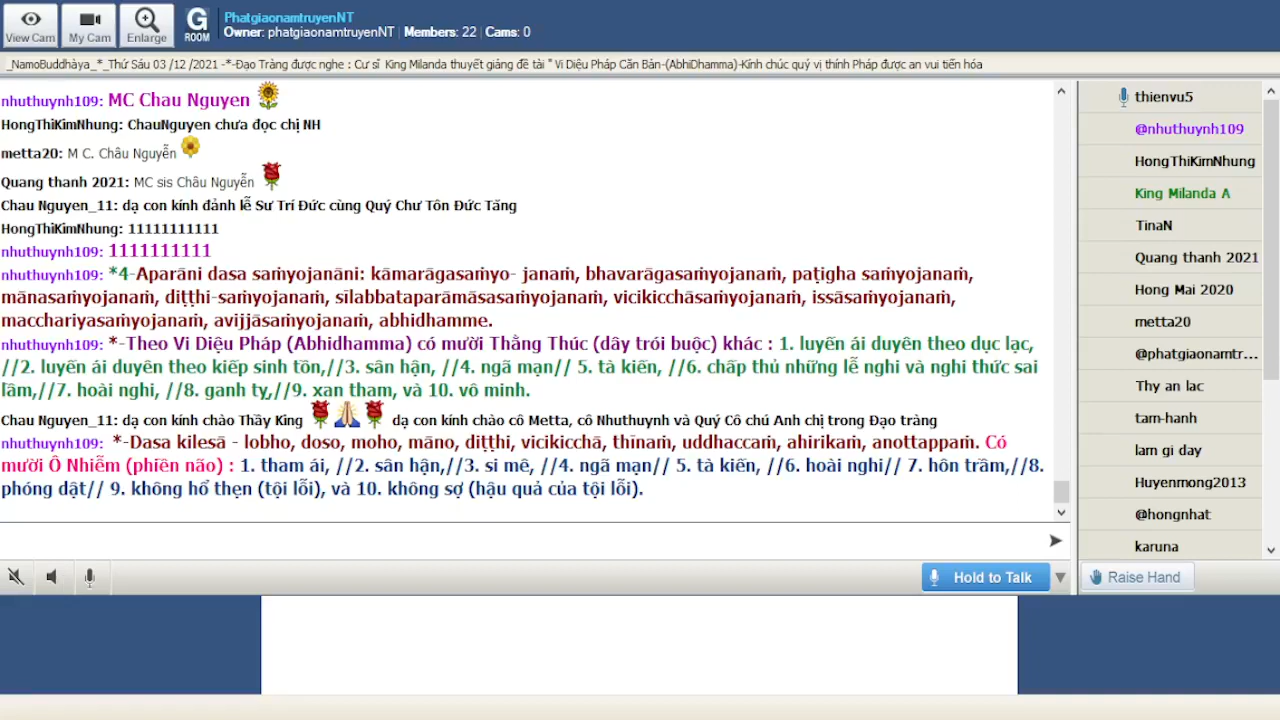 View Cam
My Cam
Enlarge
G
ROOM
PhatgiaonamtruyenNT
Owner: phatgiaonamtruyenNT | Members: 22 | Cams: 0
_NamoBuddhàya_*_Thứ Sáu 03 /12 /2021 -*-Đạo Tràng được nghe : Cư sĩ King Milanda thuyết giảng đề tài " Vi Diệu Pháp Căn Bản-(AbhiDhamma)-Kính chúc quý vị thính Pháp được an vui tiến hóa
nhuthuynh109: MC Chau Nguyen
HongThiKimNhung: ChauNguyen chưa đọc chị NH
metta20: M C. Châu Nguyễn
Quang thanh 2021: MC sis Châu Nguyễn
Chau Nguyen_11: dạ con kính đảnh lễ Sư Trí Đức cùng Quý Chư Tôn Đức Tăng
HongThiKimNhung: 11111111111
nhuthuynh109: 1111111111
nhuthuynh109: *4-Aparāni dasa saṁyojanāni: kāmarāgasaṁyo- janaṁ, bhavarāgasaṁyojanaṁ, paṭigha saṁyojanaṁ,
mānasaṁyojanaṁ, diṭṭhi-saṁyojanaṁ, sīlabbataparāmāsasaṁyojanaṁ, vicikicchāsaṁyojanaṁ, issāsaṁyojanaṁ,
macchariyasaṁyojanaṁ, avijjāsaṁyojanaṁ, abhidhamme.
nhuthuynh109: *-Theo Vi Diệu Pháp (Abhidhamma) có mười Thằng Thúc (dây trói buộc) khác : 1. luyến ái duyên theo dục lạc,
//2. luyến ái duyên theo kiếp sinh tồn,//3. sân hận, //4. ngã mạn// 5. tà kiến, //6. chấp thủ những lễ nghi và nghi thức sai
lầm,//7. hoài nghi, //8. ganh tỵ,//9. xan tham, và 10. vô minh.
Chau Nguyen_11: dạ con kính chào Thầy King dạ con kính chào cô Metta, cô Nhuthuynh và Quý Cô chú Anh chị trong Đạo tràng
nhuthuynh109: *-Dasa kilesā - lobho, doso, moho, māno, diṭṭhi, vicikicchā, thīnaṁ, uddhaccaṁ, ahirikaṁ, anottappaṁ. Có
mười Ô Nhiễm (phiền não) : 1. tham ái, //2. sân hận,//3. si mê, //4. ngã mạn// 5. tà kiến, //6. hoài nghi// 7. hôn trầm,//8.
phóng dật// 9. không hổ thẹn (tội lỗi), và 10. không sợ (hậu quả của tội lỗi).
thienvu5
@nhuthuynh109
HongThiKimNhung
King Milanda A
TinaN
Quang thanh 2021
Hong Mai 2020
metta20
@phatgiaonamtr...
Thy an lac
tam-hanh
lam gi day
Huyenmong2013
@hongnhat
karuna
Hold to Talk
Raise Hand